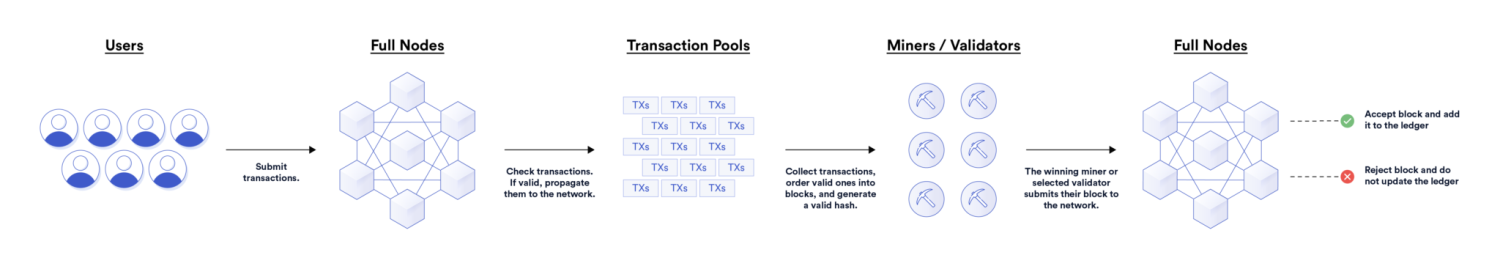 Users
Full Nodes
Transaction Pools
Miners / Validators
Full Nodes
Submit
transactions.
Check transactions.
If valid, propagate
them to the network.
TXs TXs TXs
TXs TXs TXs
TXs TXs TXs
TXs TXs TXs
TXs TXs TXs
Collect transactions,
order valid ones into
blocks, and generate
a valid hash.
The winning miner or
selected validator
submits their block to
the network.
Accept block and add
it to the ledger
Reject block and do
not update the ledger